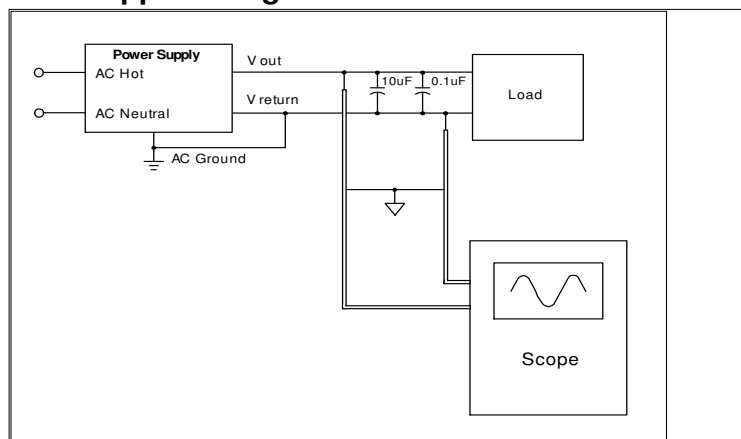 Power Supply
AC Hot
AC Neutral
V out
V return
AC Ground
10uF
0.1uF
Load
Scope